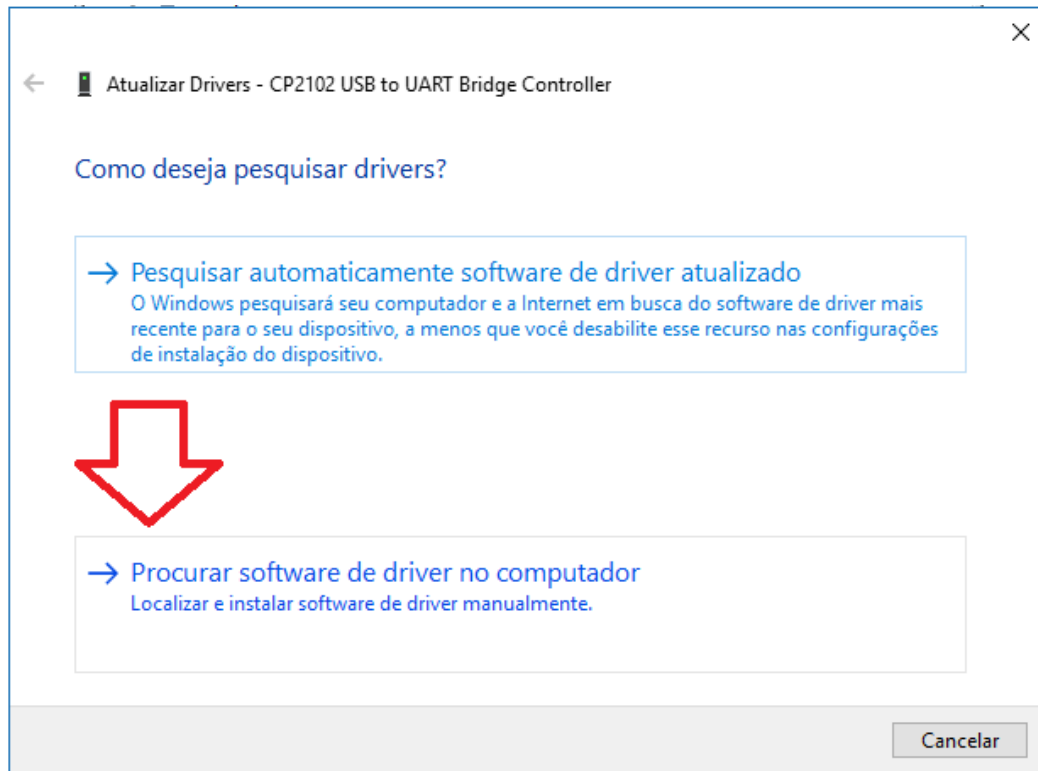 Atualizar Drivers - CP2102 USB to UART Bridge Controller
Como deseja pesquisar drivers?
Pesquisar automaticamente software de driver atualizado
O Windows pesquisará seu computador e a Internet em busca do software de driver mais
recente para o seu dispositivo, a menos que você desabilite esse recurso nas configurações
de instalação do dispositivo.
Procurar software de driver no computador
Localizar e instalar software de driver manualmente.
Cancelar